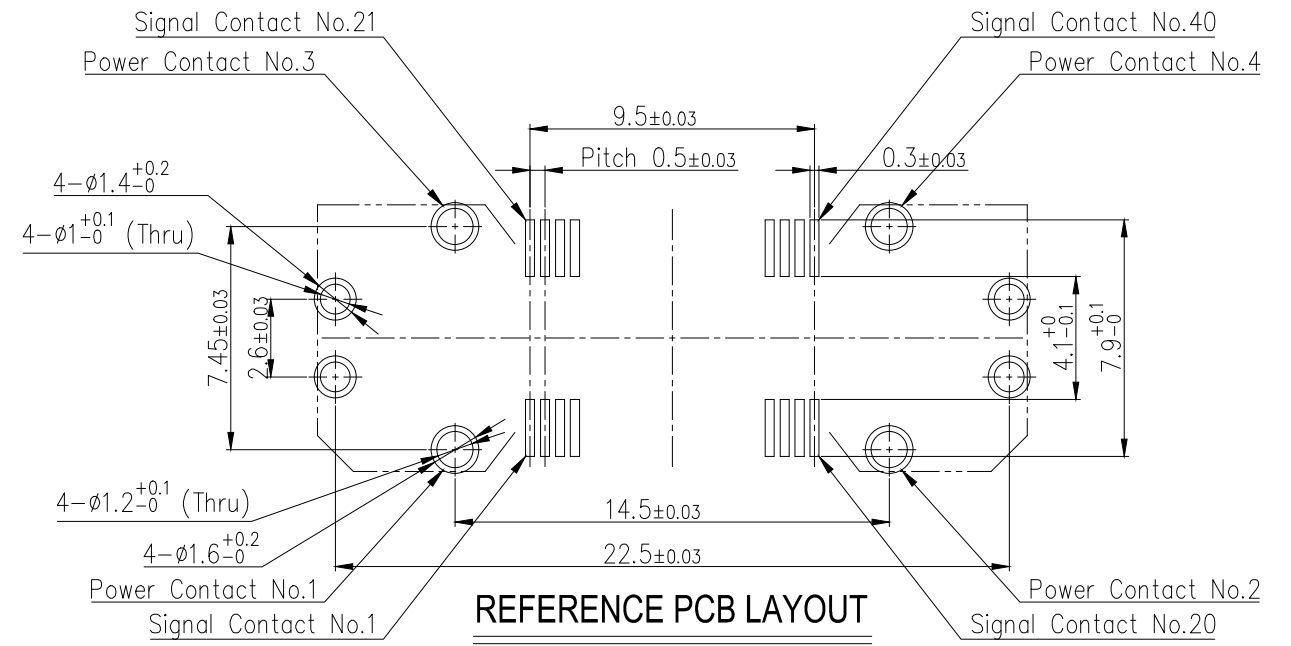 Signal Contact No.21
Signal Contact No.40
Power Contact No.3
Power Contact No.4
9.5±0.03
Pitch 0.5±0.03
0.3±0.03
4-ø1.4+0.2-0
4-ø1+0.1-0 (Thru)
7.45±0.03
2.6±0.03
4.1+0-0.1
7.9+0.1-0
4-ø1.2+0.1-0 (Thru)
14.5±0.03
4-ø1.6+0.2-0
22.5±0.03
Power Contact No.1
Power Contact No.2
REFERENCE PCB LAYOUT
Signal Contact No.1
Signal Contact No.20